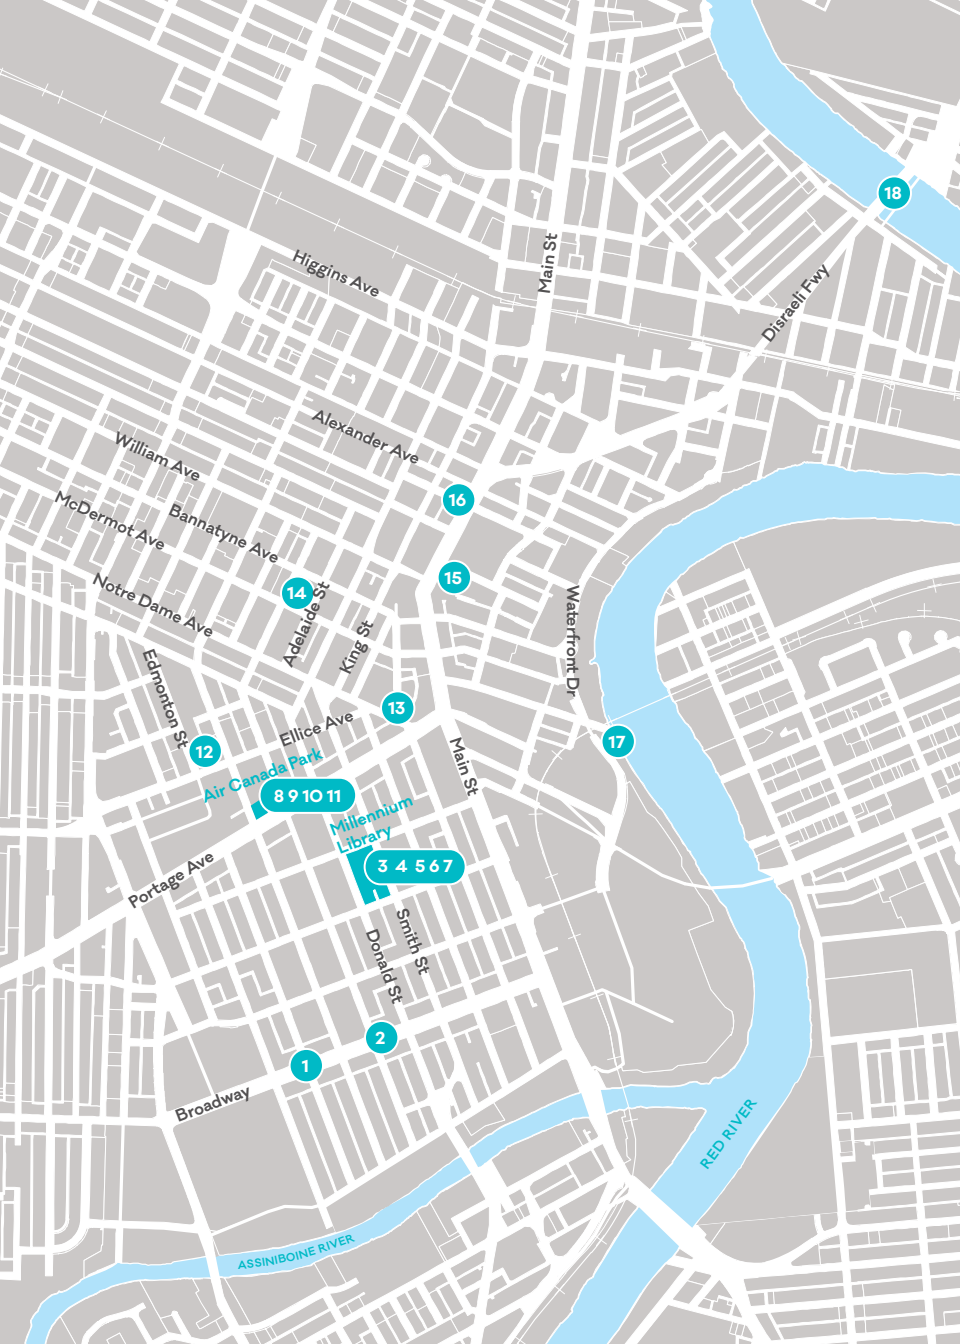 18
Main St
Higgins Ave
Disraeli Fwy
Alexander Ave
William Ave
16
McDermot Ave
Bannatyne Ave
15
Notre Dame Ave
14
Adelaide St
Waterfront Dr
King St
Edmonton St
13
Ellice Ave
17
12
Main St
Air Canada Park
8 9 10 11
Millennium
Library
3 4 5 6 7
Portage Ave
Smith St
Donald St
2
1
Broadway
RED RIVER
ASSINIBOINE RIVER